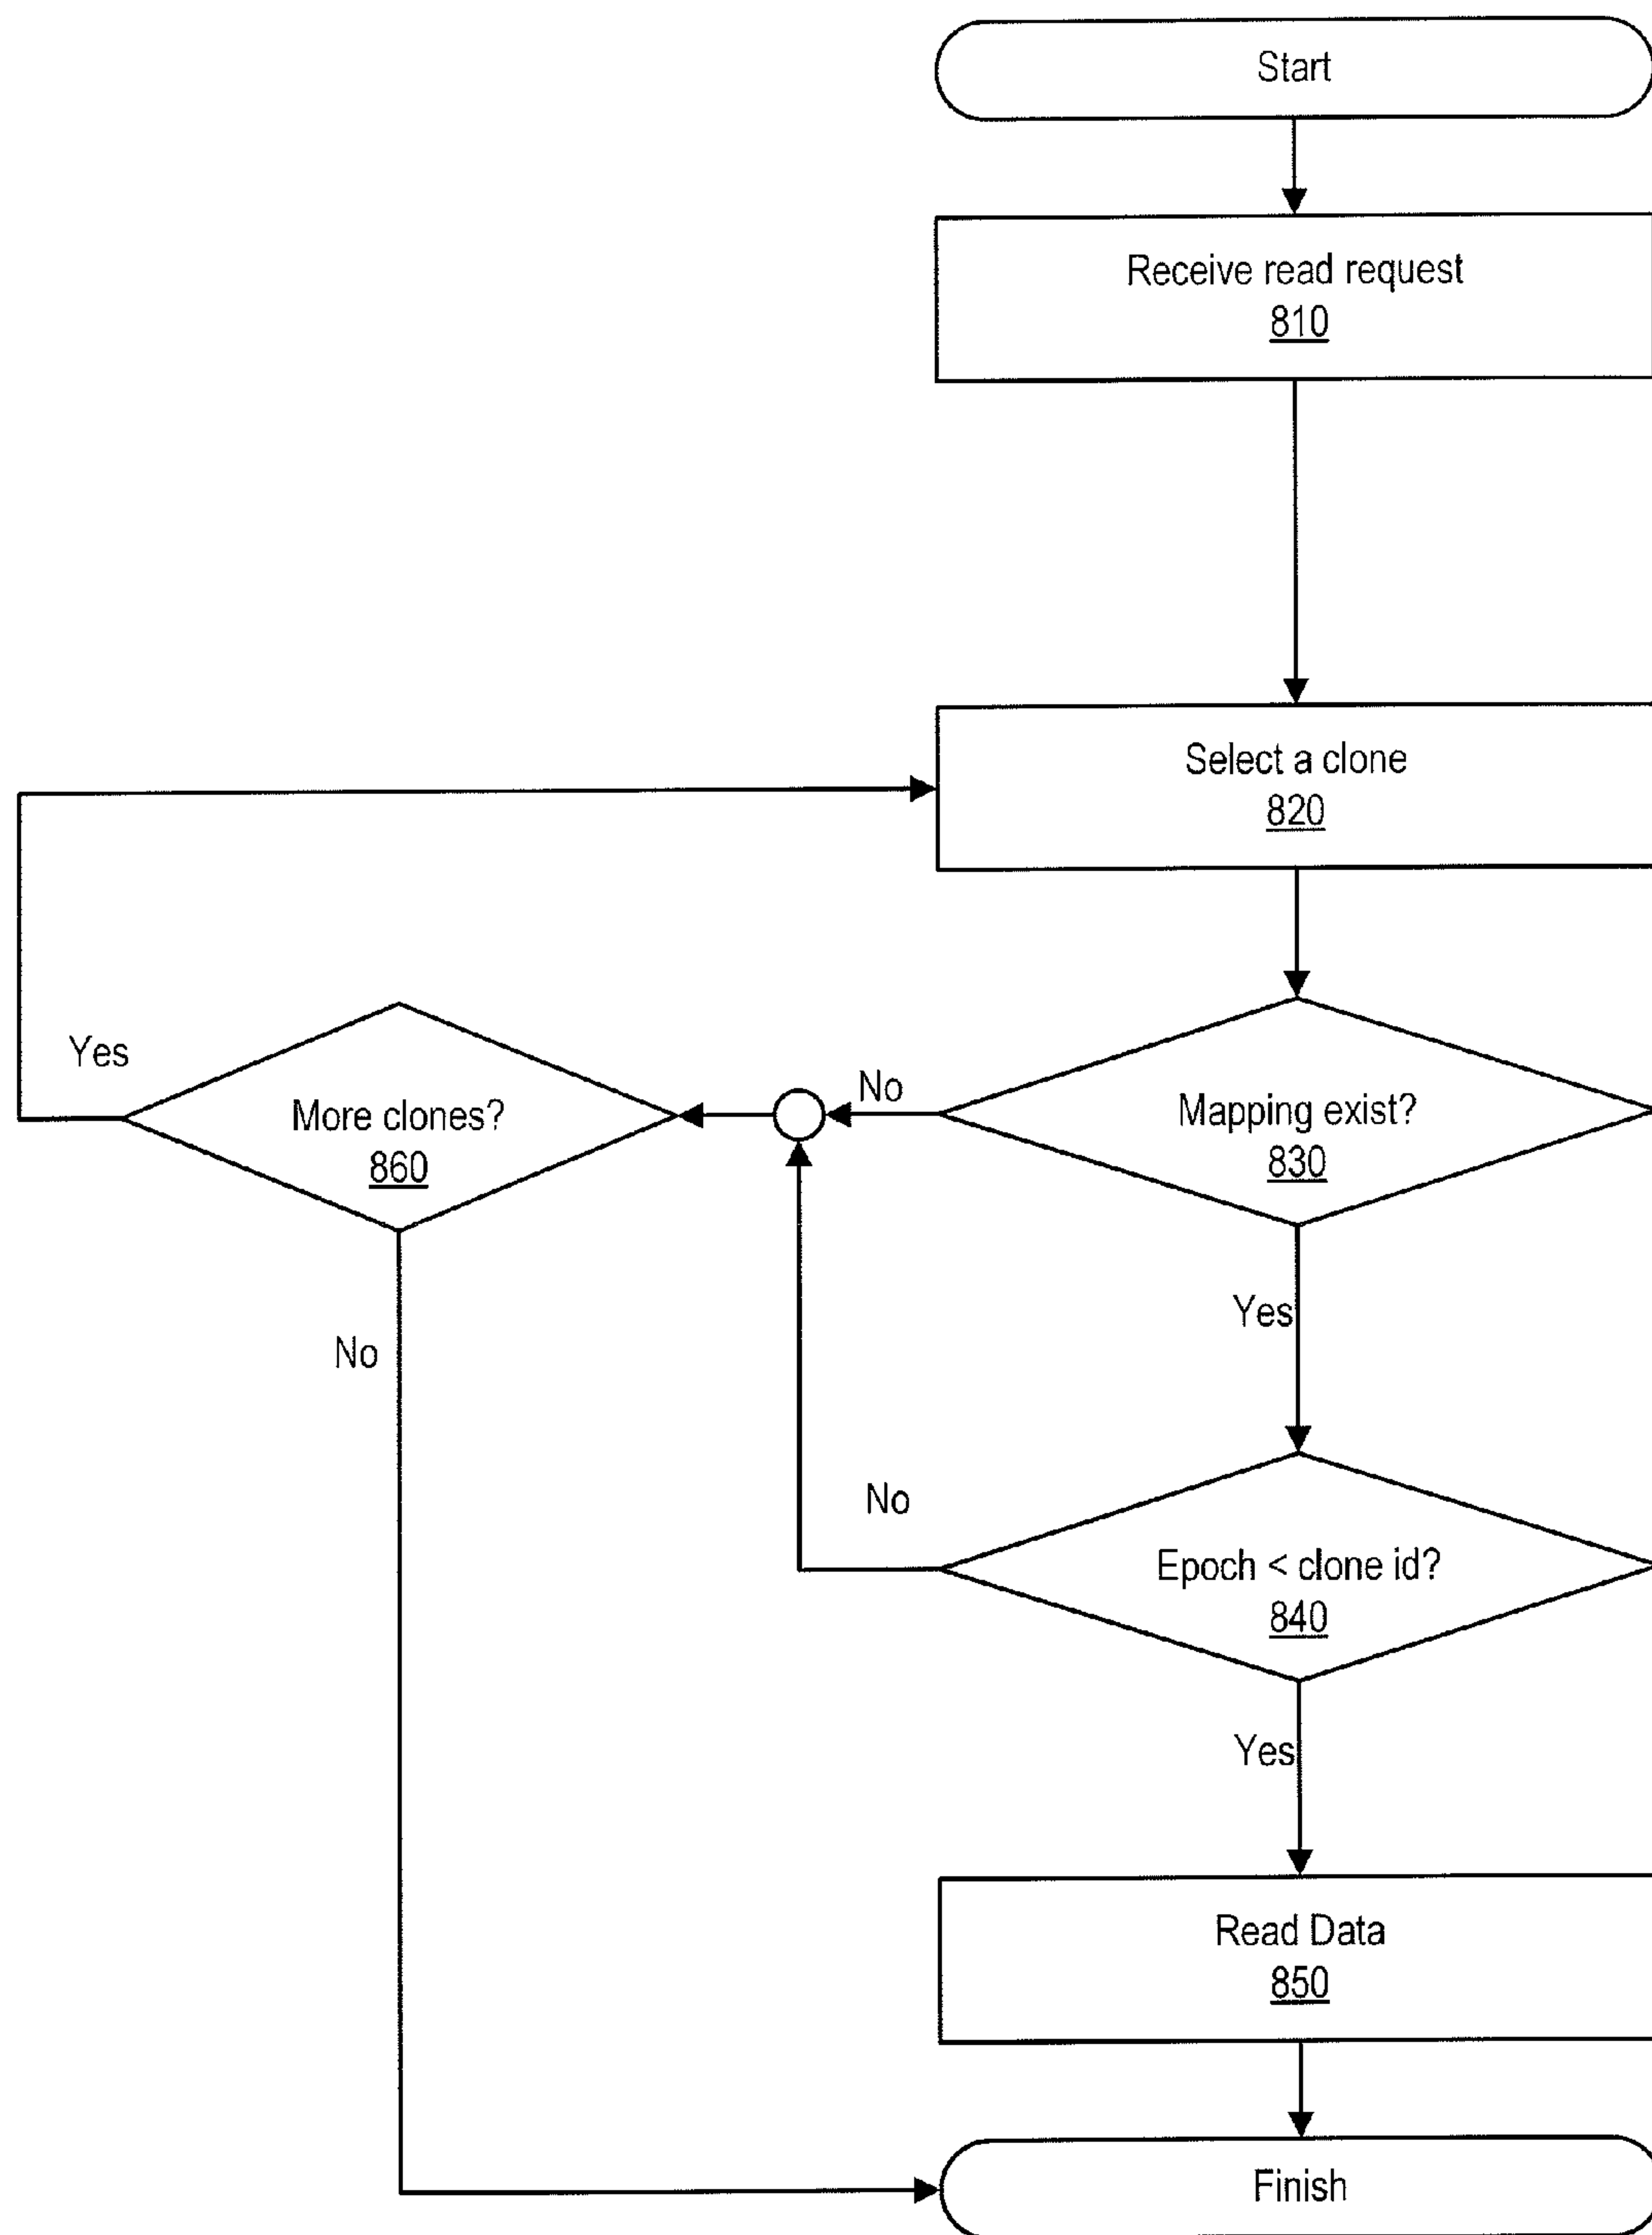 Start
Receive read request
810
Select a clone
820
Yes
More clones?
860
No
Mapping exist?
830
Yes
No
No
Epoch < clone id?
840
Yes
Read Data
850
Finish